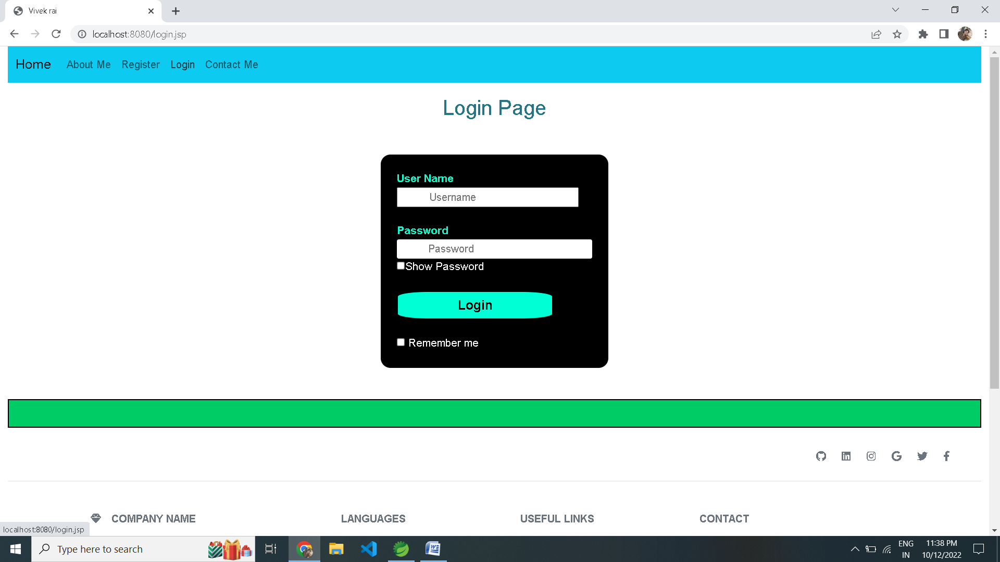 Vivek rai
localhost:8080/login.jsp
Home About Me Register Login Contact Me
Login Page
User Name
Username
Password
Password
Show Password
Login
Remember me
COMPANY NAME LANGUAGES USEFUL LINKS CONTACT
localhost:8080/login.jsp
Type here to search
ENG
IN
11:38 PM
10/12/2022